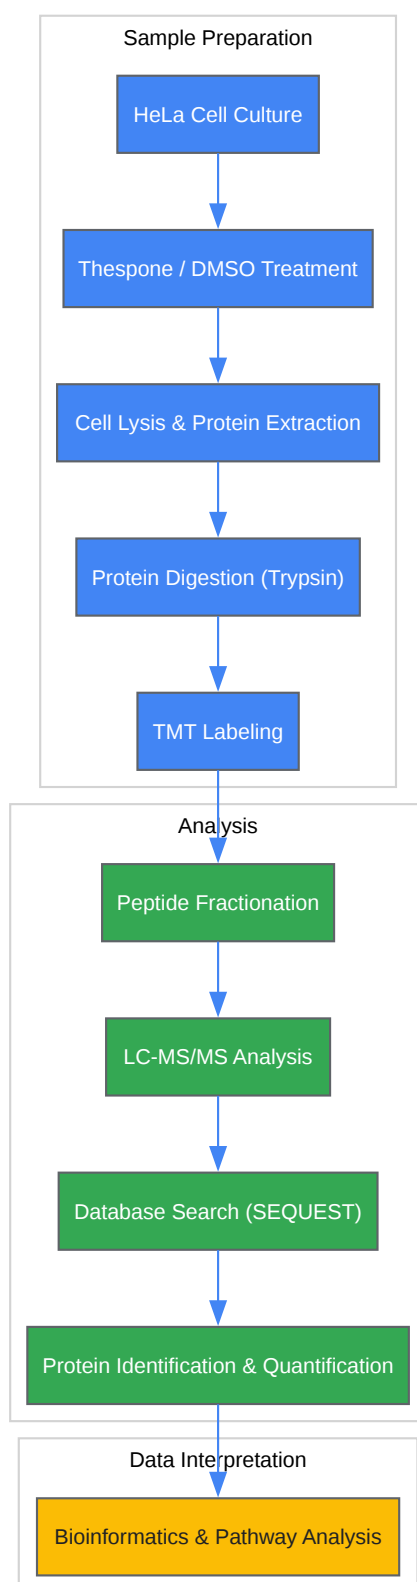 Sample Preparation
HeLa Cell Culture
Thespone / DMSO Treatment
Cell Lysis & Protein Extraction
Protein Digestion (Trypsin)
TMT Labeling
Analysis
Peptide Fractionation
LC-MS/MS Analysis
Database Search (SEQUEST)
Protein Identification & Quantification
Data Interpretation
Bioinformatics & Pathway Analysis